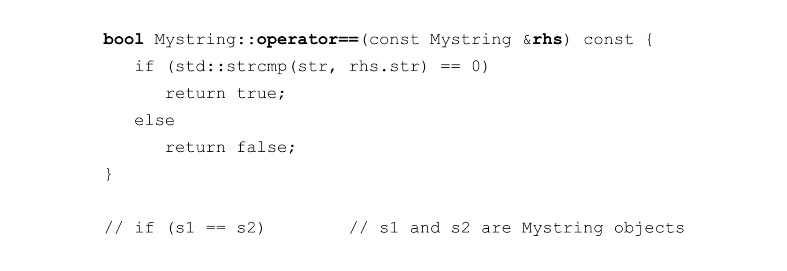 bool Mystring::operator==(const Mystring &rhs) const {
if (std::strcmp(str, rhs.str) == 0)
return true;
else
return false;
}
// if (s1 == s2) // s1 and s2 are Mystring objects